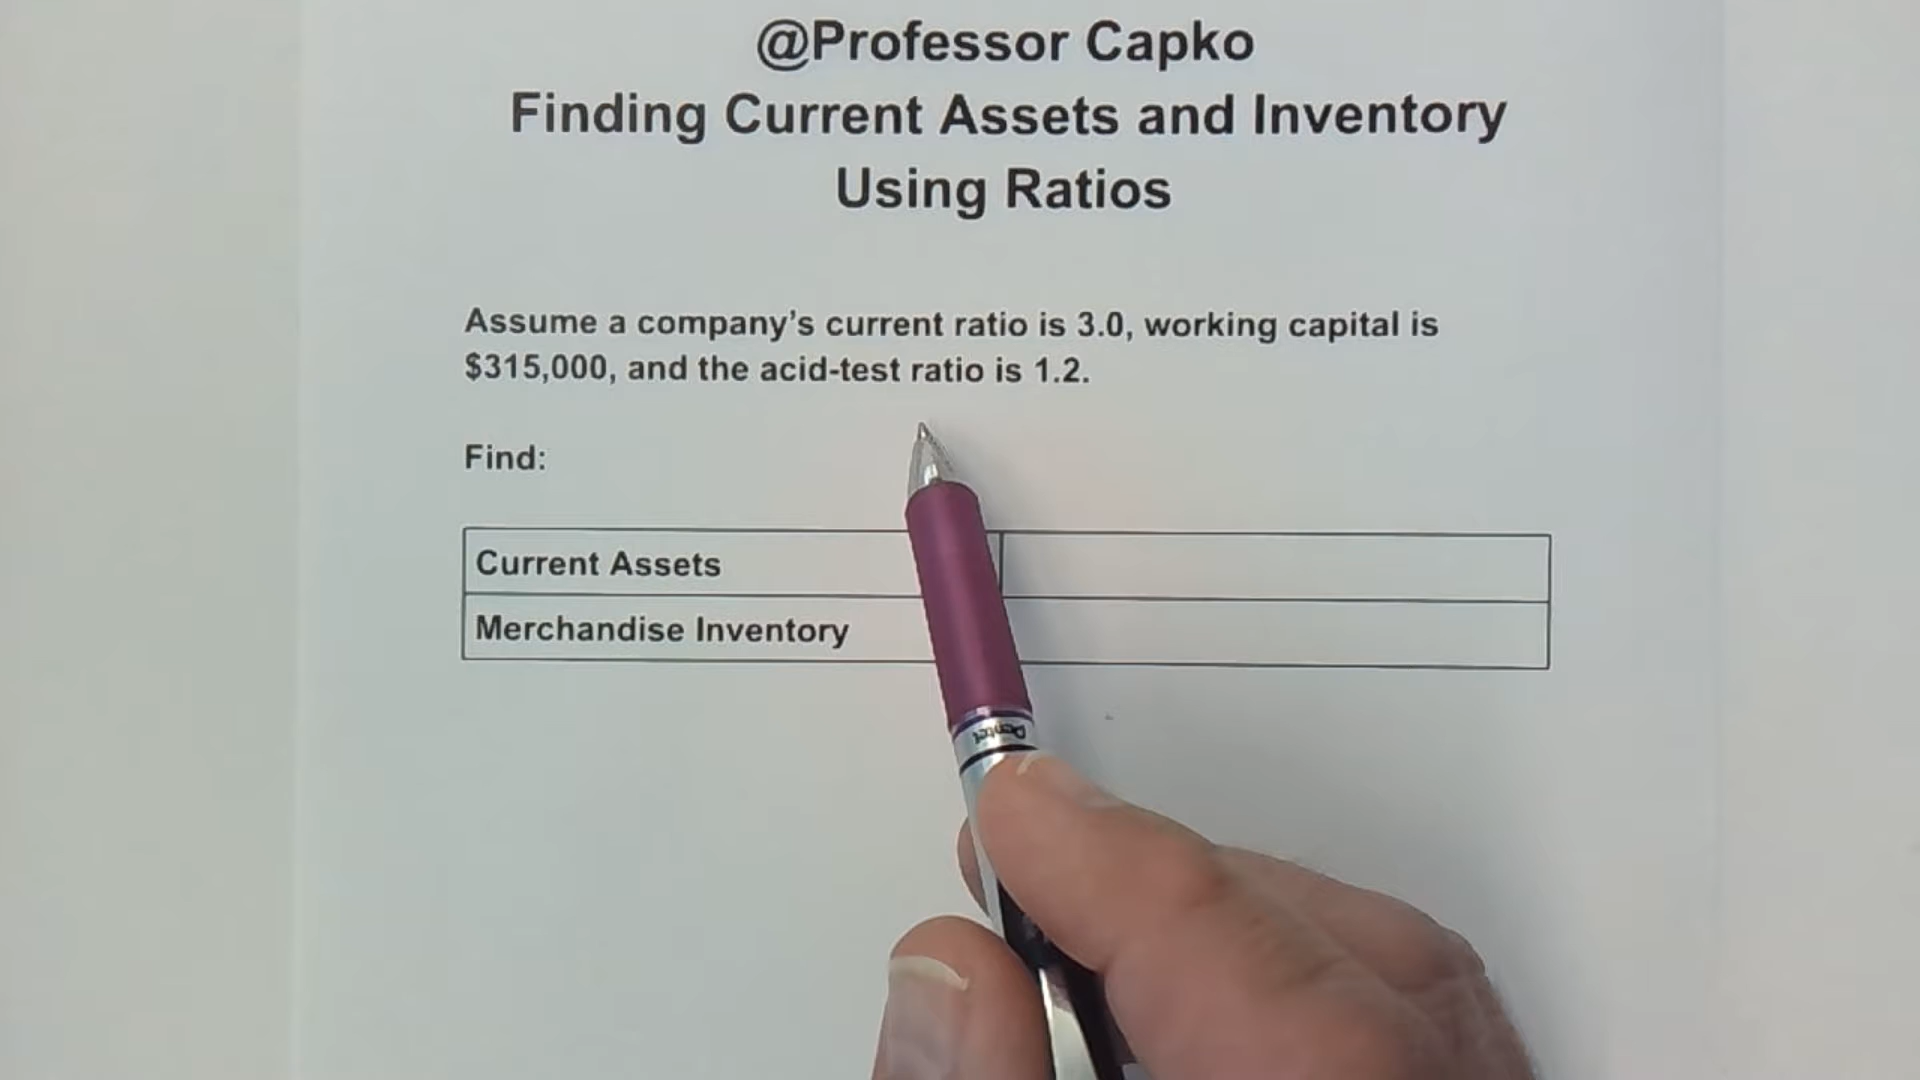 @Professor Capko
Finding Current Assets and Inventory
Using Ratios
Assume a company's current ratio is 3.0, working capital is
$315,000, and the acid-test ratio is 1.2.
Find:
Current Assets
Merchandise Inventory
Pentel